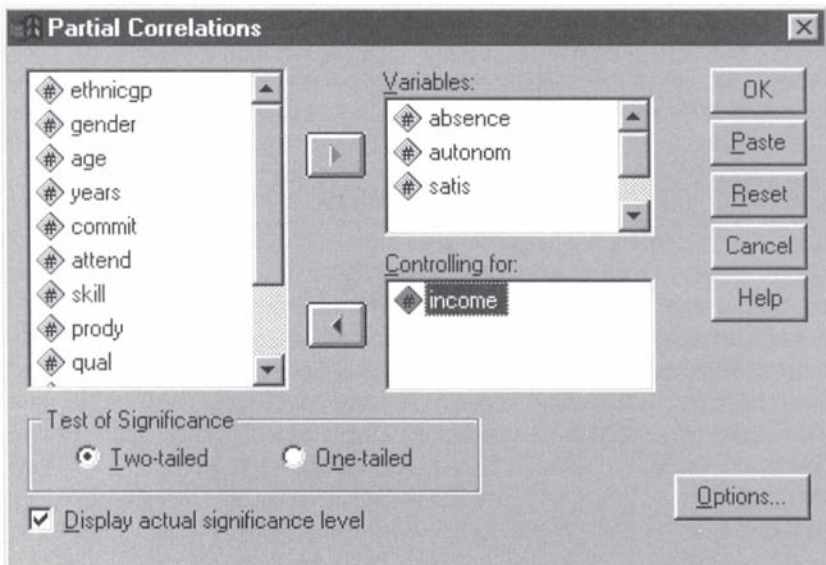 Partial Correlations
ethnicgp
gender
age
years
commit
attend
skill
prody
qual
Variables:
absence
autonom
satis
Controlling for:
income
OK
Paste
Reset
Cancel
Help
Test of Significance
Two-tailed
One-tailed
Display actual significance level
Options...